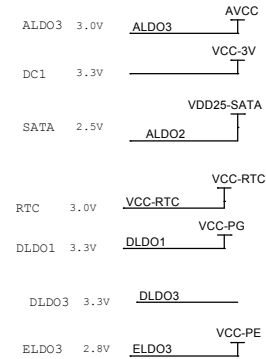 AVCC
ALDO3 3.0V ALDO3
VCC-3V
DC1 3.3V
VDD25-SATA
SATA 2.5V ALDO2
VCC-RTC
RTC 3.0V VCC-RTC
VCC-PG
DLDO1 3.3V DLDO1
DLDO3 3.3V DLDO3
VCC-PE
ELDO3 2.8V ELDO3